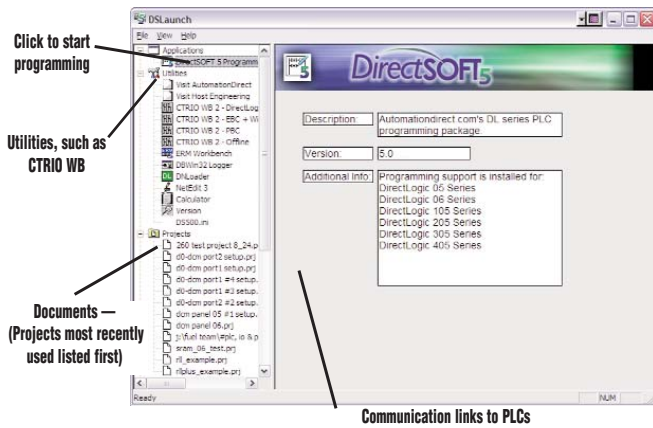 DSLaunch
File View Help
Click to start
programming
Applications
DirectSOFT 5 Programm
Utilities
Visit AutomationDirect
Visit Host Engineering
CTRIO WB 2 - DirectLog
CTRIO WB 2 - EBC + Wi
CTRIO WB 2 - PBC
CTRIO WB 2 - Offline
ERM Workbench
DBWin32 Logger
DL DNLoader
NetEdit 3
Calculator
Version
DS500.ini
Utilities, such as
CTRIO WB
Projects
260 test project 8_24.p
d0-dcm port2 setup.prj
d0-dcm port1 setup.prj
d0-dcm port1 #4 setup.
d0-dcm port1 #3 setup.
d0-dcm port2 #2 setup.
dcm panel 05 #1 setup.
dcm panel 06.prj
j:\fuel team\#plc, io & p
sram_06_test.prj
rll_example.prj
rllplus_example.prj
Documents —
(Projects most recently
used listed first)
DirectSOFT5
Description: Automationdirect.com's DL series PLC
programming package.
Version: 5.0
Additional Info: Programming support is installed for:
DirectLogic 05 Series
DirectLogic 06 Series
DirectLogic 105 Series
DirectLogic 205 Series
DirectLogic 305 Series
DirectLogic 405 Series
Ready NUM
Communication links to PLCs